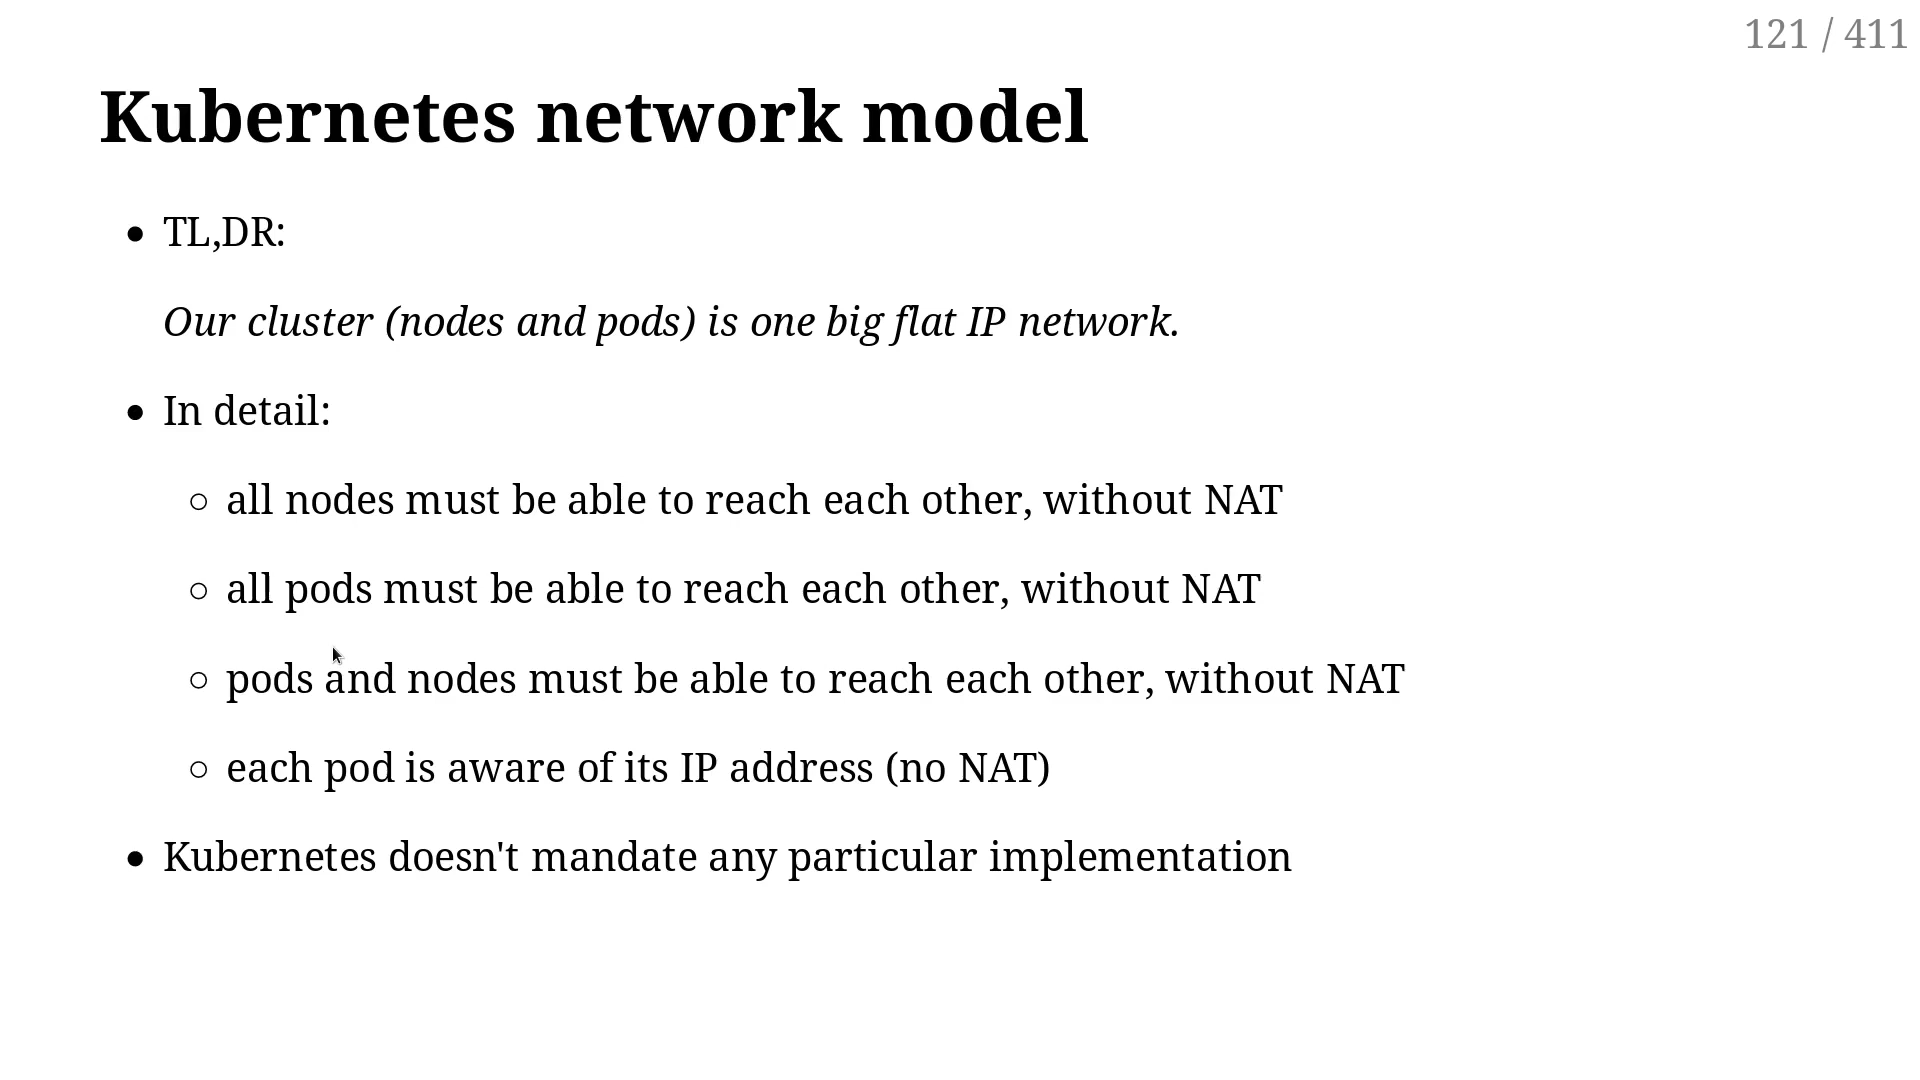 121 / 411
Kubernetes network model
TL,DR:
Our cluster (nodes and pods) is one big flat IP network.
In detail:
all nodes must be able to reach each other, without NAT
all pods must be able to reach each other, without NAT
pods and nodes must be able to reach each other, without NAT
each pod is aware of its IP address (no NAT)
Kubernetes doesn't mandate any particular implementation